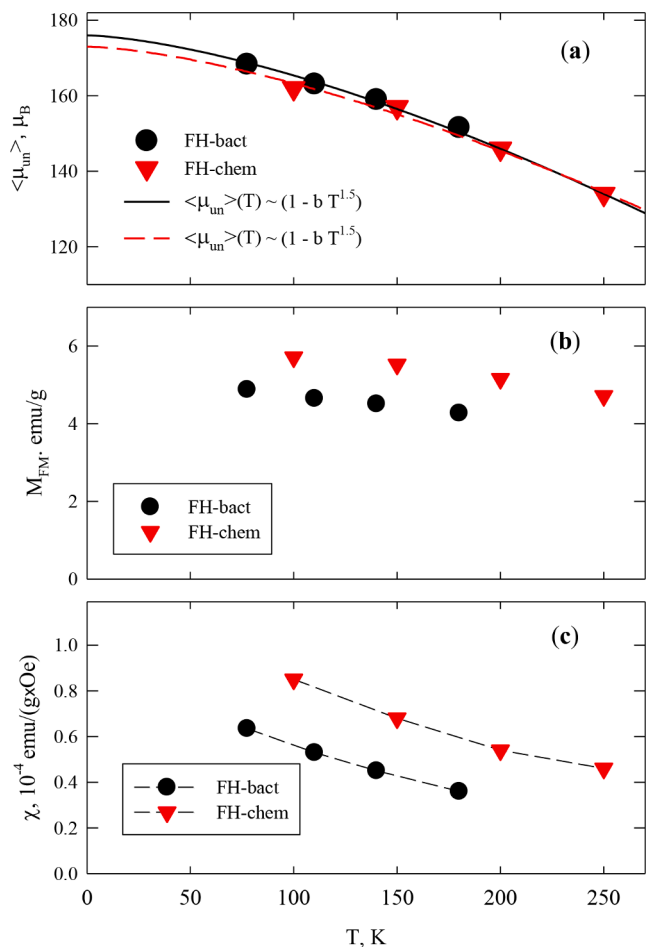 180
160
140
120
<μun>, μB
(a)
FH-bact
FH-chem
<μun>(T) ~ (1 - b T1.5)
<μun>(T) ~ (1 - b T1.5)
6
4
2
0
MFM. emu/g
(b)
FH-bact
FH-chem
1.0
0.8
0.6
0.4
0.2
0.0
χ, 10-4 emu/(gxOe)
(c)
FH-bact
FH-chem
0 50 100 150 200 250
T, K